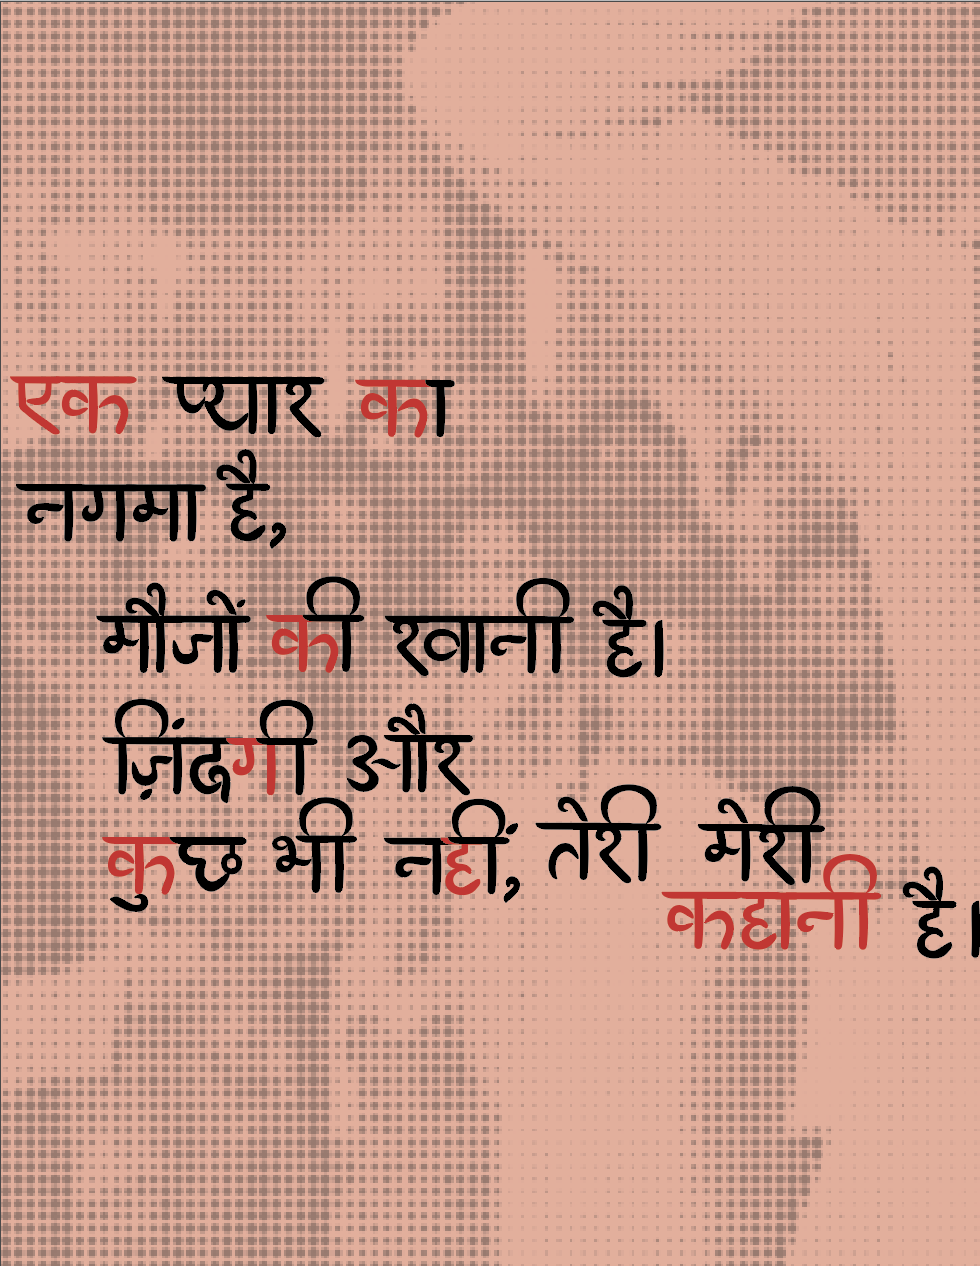 एक प्यार का
नगमा है,
मौजों की रवानी है।
ज़िंदगी और
कुछ भी नहीं, तेरी मेरी
कहानी है।